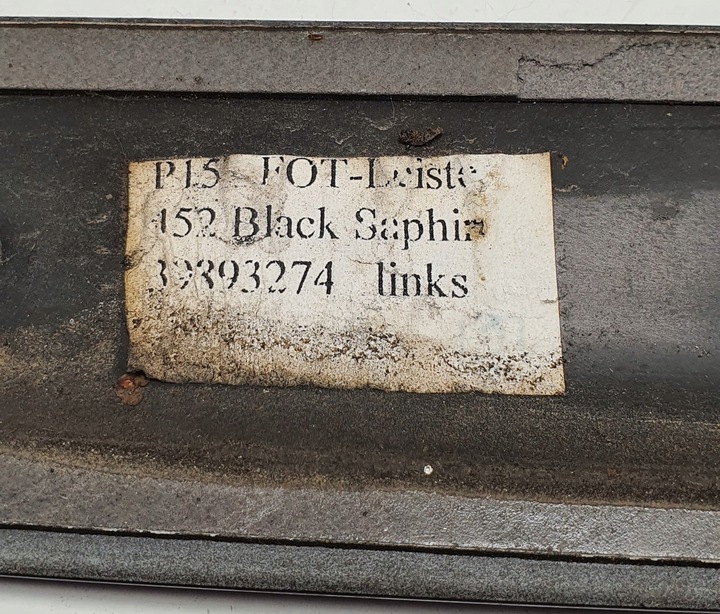 P15 FOT-Leiste
452 Black Saphir
39893274 links